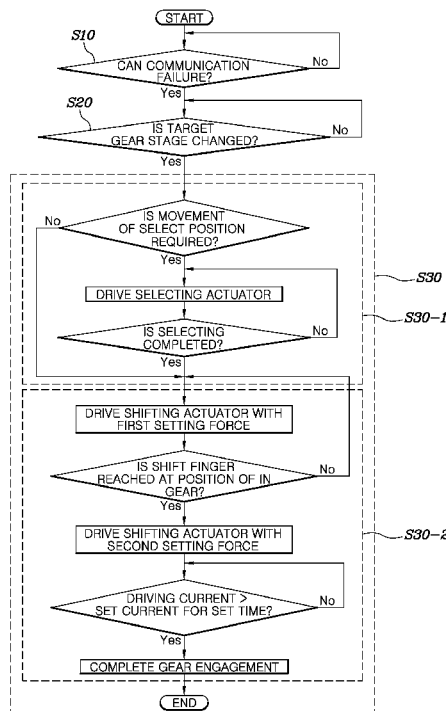 START
S10
CAN COMMUNICATION
FAILURE?
No
Yes
S20
IS TARGET
GEAR STAGE CHANGED?
No
Yes
No
IS MOVEMENT
OF SELECT POSITION
REQUIRED?
Yes
S30
DRIVE SELECTING ACTUATOR
S30-1
IS SELECTING
COMPLETED?
No
Yes
DRIVE SHIFTING ACTUATOR WITH
FIRST SETTING FORCE
IS SHIFT FINGER
REACHED AT POSITION OF IN
GEAR?
No
Yes
DRIVE SHIFTING ACTUATOR WITH
SECOND SETTING FORCE
S30-2
DRIVING CURRENT >
SET CURRENT FOR SET TIME?
No
Yes
COMPLETE GEAR ENGAGEMENT
END